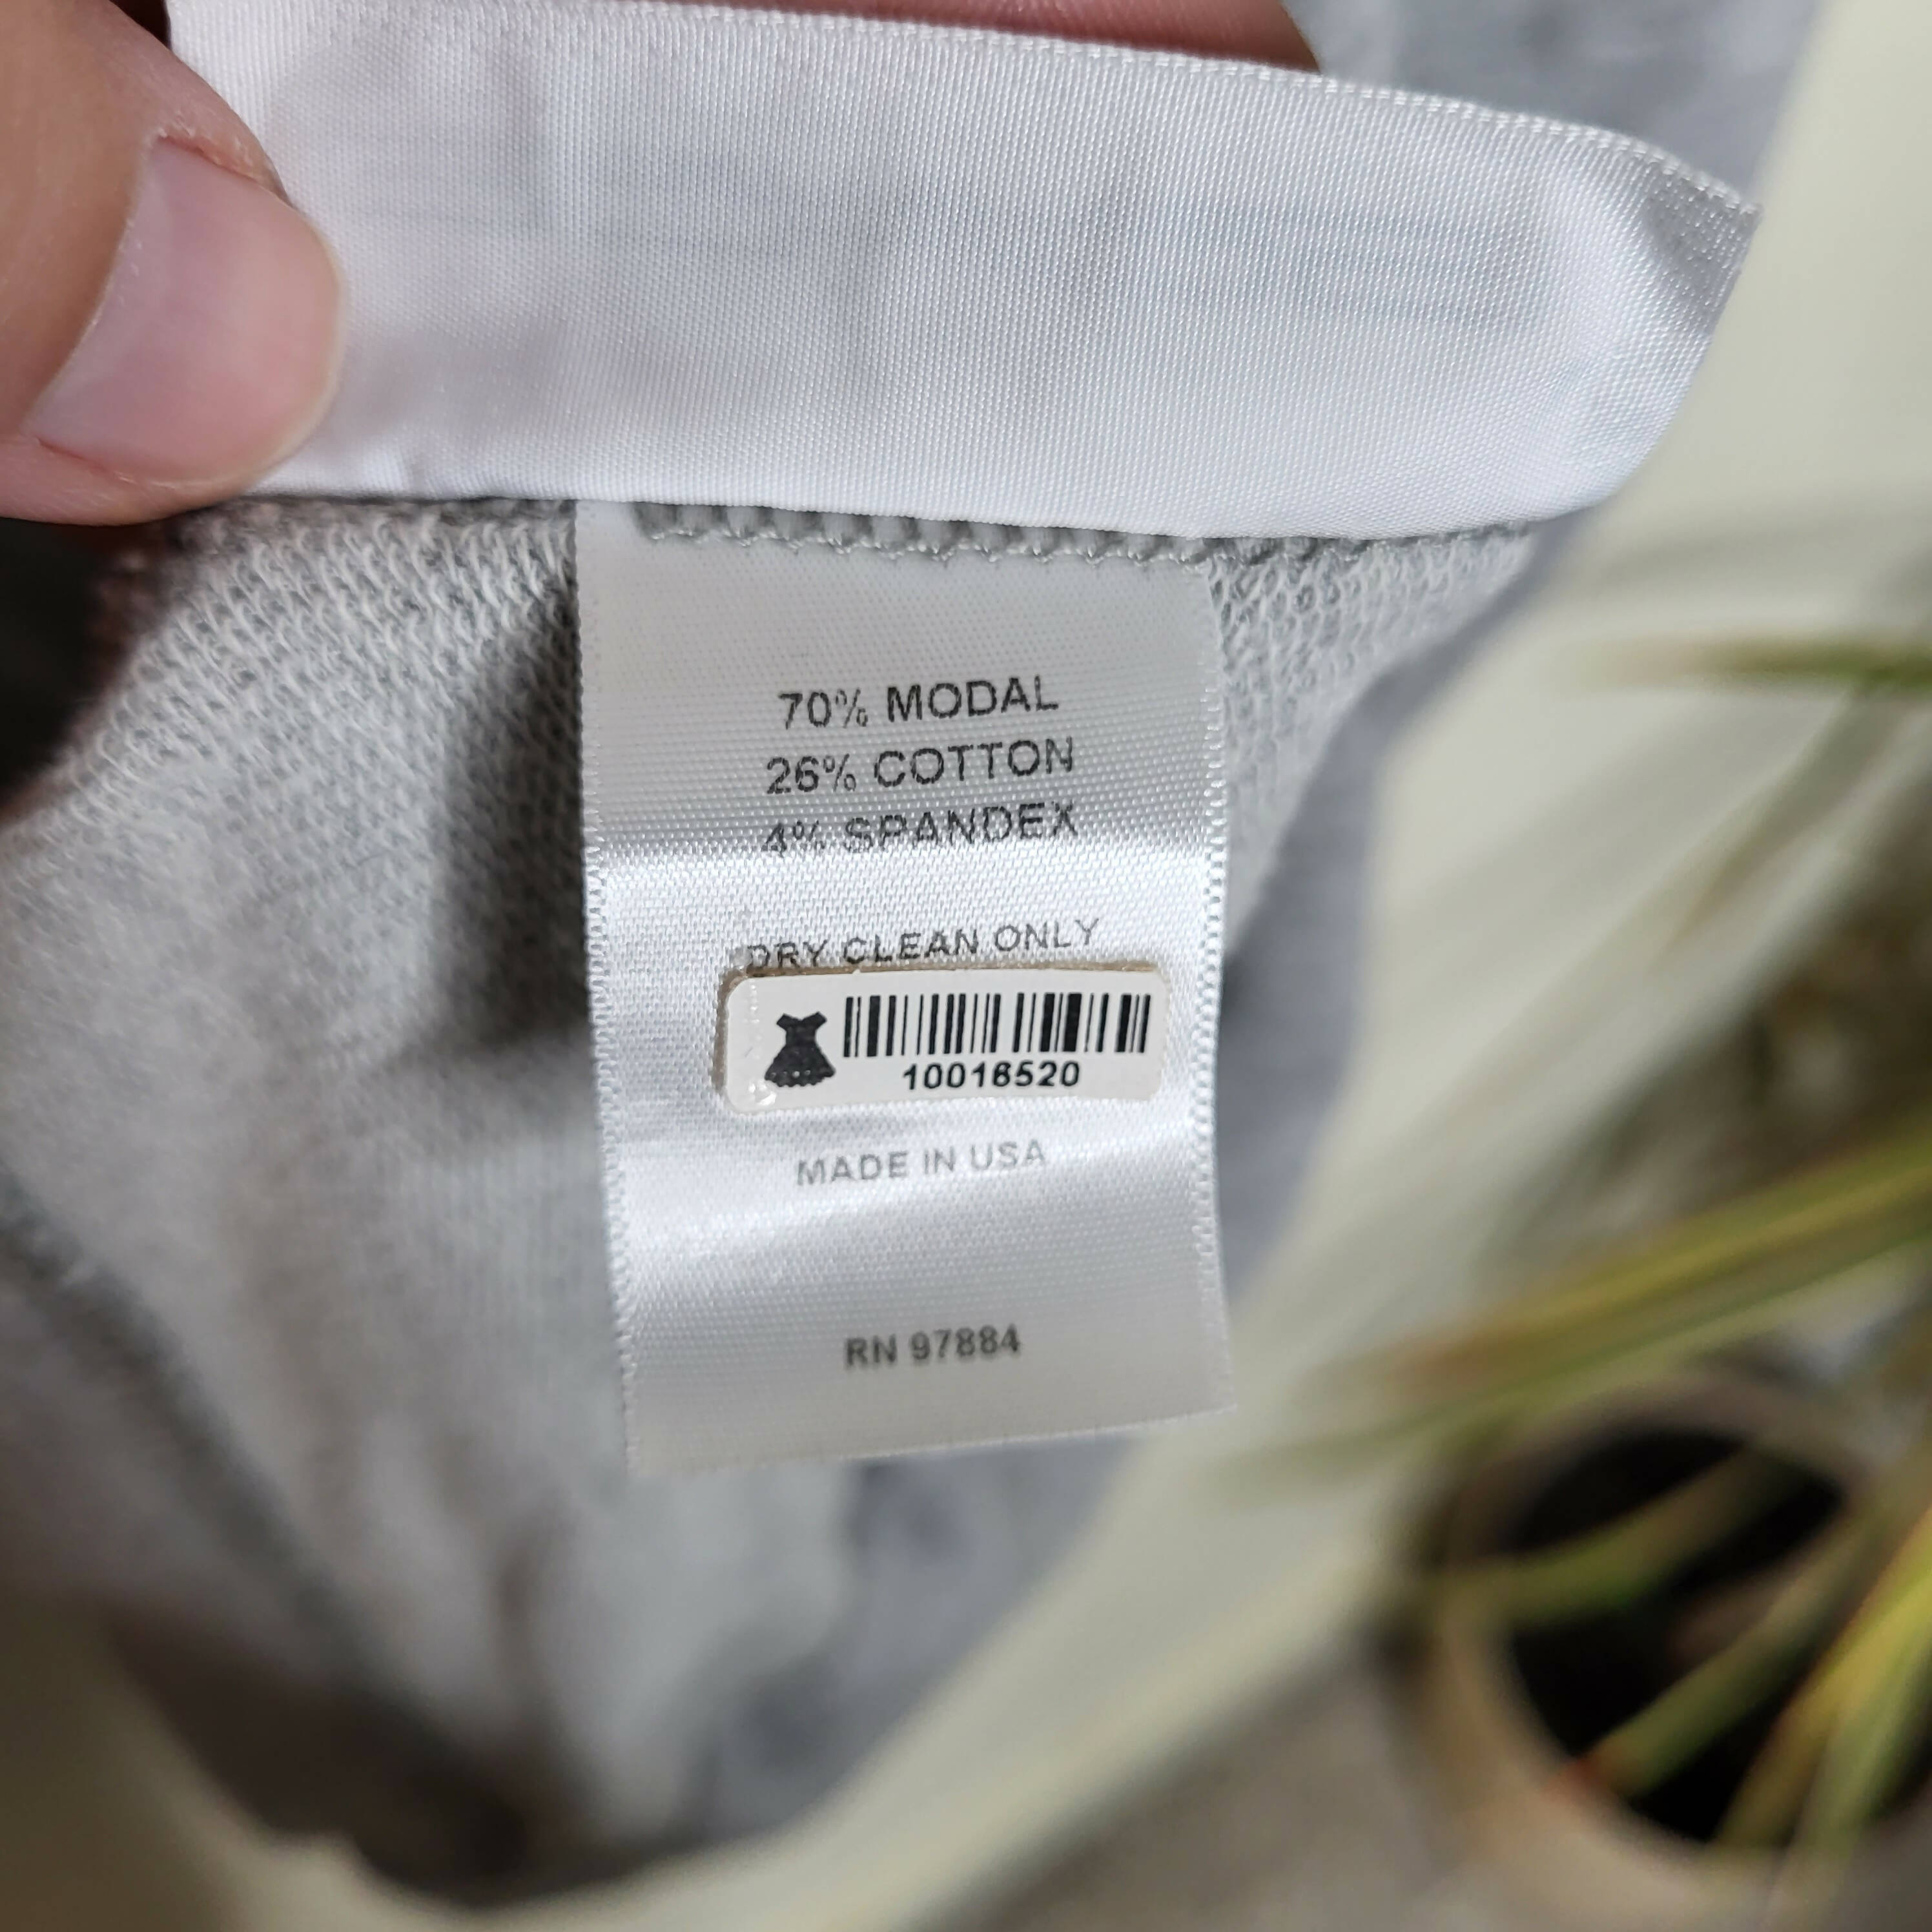 70% MODAL
26% COTTON
4% SPANDEX
DRY CLEAN ONLY
10016520
MADE IN USA
RN 97884